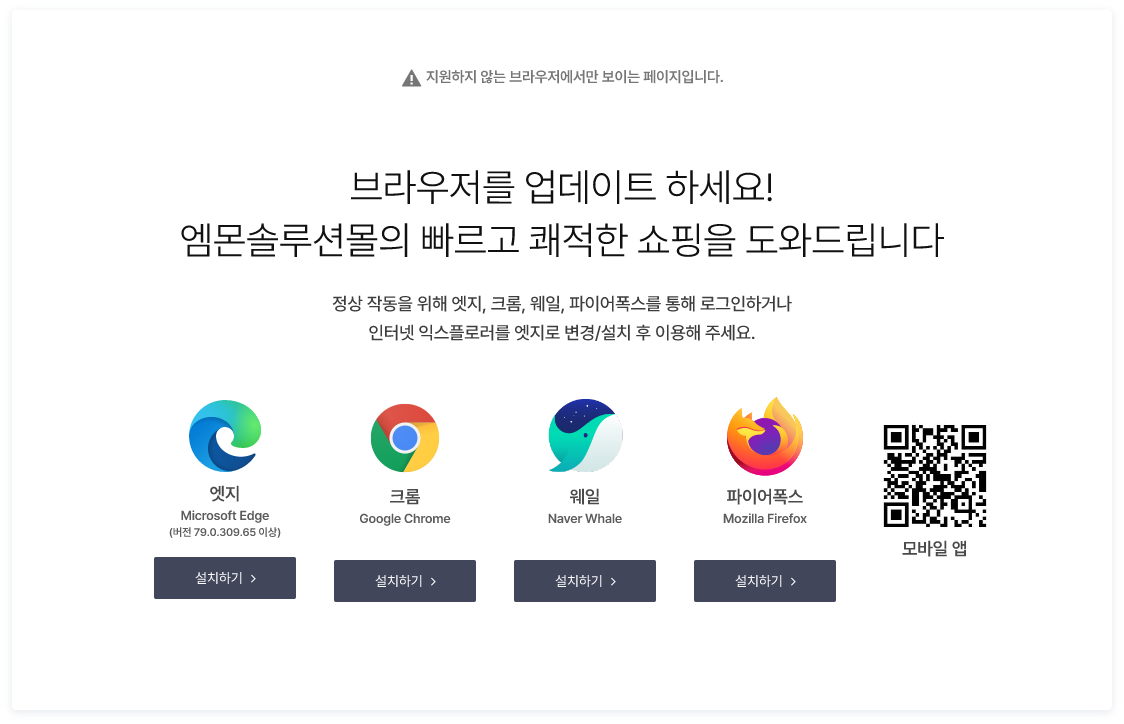 지원하지 않는 브라우저에서만 보이는 페이지입니다.
브라우저를 업데이트 하세요!
엠몬솔루션몰의 빠르고 쾌적한 쇼핑을 도와드립니다
정상 작동을 위해 엣지, 크롬, 웨일, 파이어폭스를 통해 로그인하거나
인터넷 익스플로러를 엣지로 변경/설치 후 이용해 주세요.
엣지
Microsoft Edge
(버전 79.0.309.65 이상)
설치하기
크롬
Google Chrome
설치하기
웨일
Naver Whale
설치하기
파이어폭스
Mozilla Firefox
설치하기
모바일 앱